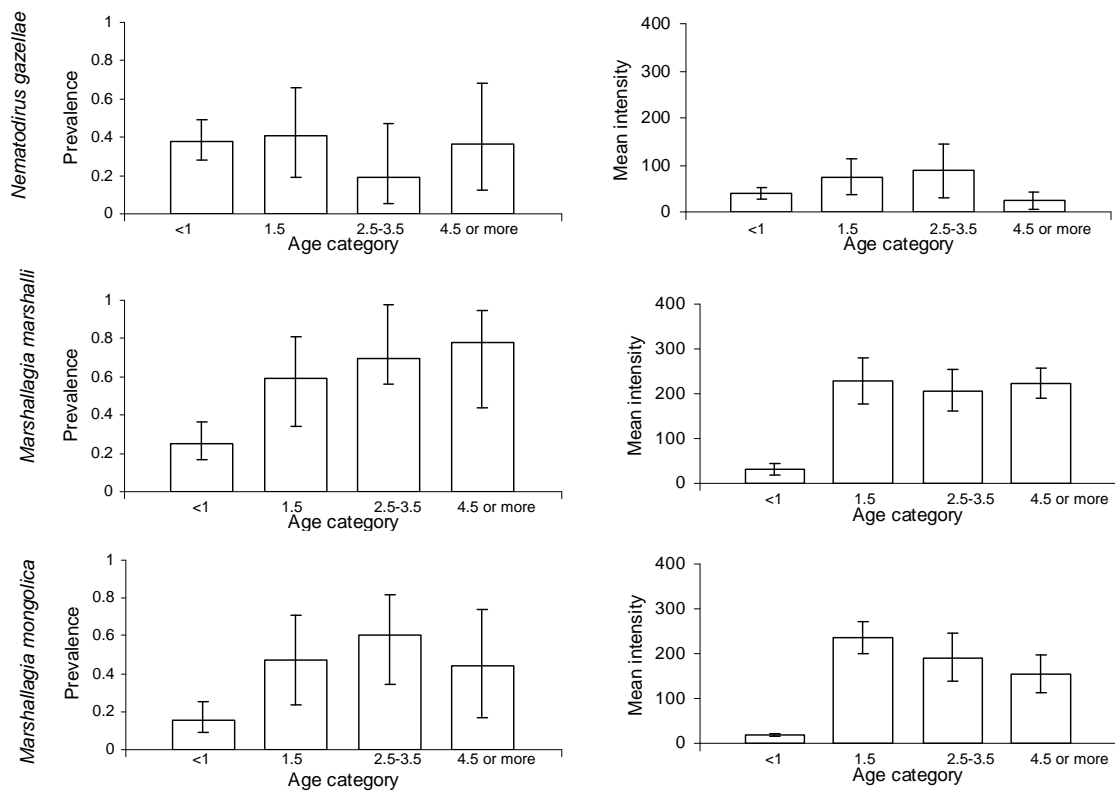 Nematodirus gazellae
Prevalence
1
0.8
0.6
0.4
0.2
0
<1 1.5 2.5-3.5 4.5 or more
Age category
Mean intensity
400
300
200
100
0
<1 1.5 2.5-3.5 4.5 or more
Age category
Marshallagia marshalli
Prevalence
1
0.8
0.6
0.4
0.2
0
<1 1.5 2.5-3.5 4.5 or more
Age category
Mean intensity
400
300
200
100
0
<1 1.5 2.5-3.5 4.5 or more
Age category
Marshallagia mongolica
Prevalence
1
0.8
0.6
0.4
0.2
0
<1 1.5 2.5-3.5 4.5 or more
Age category
Mean intensity
400
300
200
100
0
<1 1.5 2.5-3.5 4.5 or more
Age category